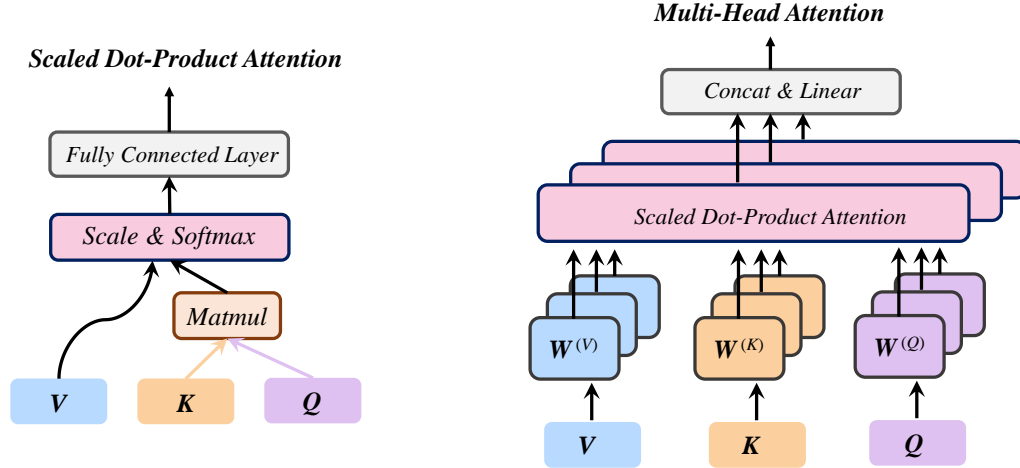 Scaled Dot-Product Attention
Fully Connected Layer
Scale & Softmax
Matmul
V
K
Q
Multi-Head Attention
Concat & Linear
Scaled Dot-Product Attention
W(V)
W(K)
W(Q)
V
K
Q